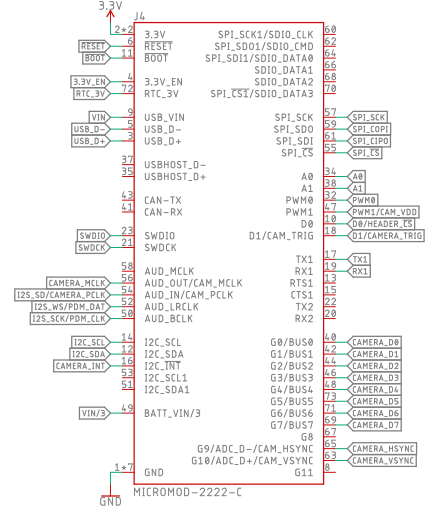 3.3V
J4
2*2 3.3V SPI_SCK1/SDIO_CLK 60
RESET 6 RESET SPI_SDO1/SDIO_CMD 62
BOOT 11 BOOT SPI_SDI1/SDIO_DATA0 64
SDIO_DATA1 66
3.3V_EN 4 3.3V_EN SDIO_DATA2 68
RTC_3V 72 RTC_3V SPI_CS1/SDIO_DATA3 70
VIN 9 USB_VIN SPI_SCK 57 SPI_SCK
USB_D- 5 USB_D- SPI_SDO 59 SPI_COPI
USB_D+ 3 USB_D+ SPI_SDI 61 SPI_CIPO
SPI_CS 55 SPI_CS
37 USBHOST_D-
35 USBHOST_D+ A0 34 A0
A1 38 A1
43 CAN-TX PWM0 32 PWM0
41 CAN-RX PWM1 47 PWM1/CAM_VDD
D0 10 D0/HEADER_CS
SWDIO 23 SWDIO D1/CAM_TRIG 18 D1/CAMERA_TRIG
SWDCK 21 SWDCK
TX1 17 TX1
58 AUD_MCLK RX1 19 RX1
CAMERA_MCLK 56 AUD_OUT/CAM_MCLK RTS1 13
I2S_SD/CAMERA_PCLK 54 AUD_IN/CAM_PCLK CTS1 15
I2S_WS/PDM_DAT 52 AUD_LRCLK TX2 22
I2S_SCK/PDM_CLK 50 AUD_BCLK RX2 20
I2C_SCL 14 I2C_SCL G0/BUS0 40 CAMERA_D0
I2C_SDA 12 I2C_SDA G1/BUS1 42 CAMERA_D1
CAMERA_INT 16 I2C_INT G2/BUS2 44 CAMERA_D2
53 I2C_SCL1 G3/BUS3 46 CAMERA_D3
51 I2C_SDA1 G4/BUS4 48 CAMERA_D4
G5/BUS5 73 CAMERA_D5
VIN/3 49 BATT_VIN/3 G6/BUS6 71 CAMERA_D6
G7/BUS7 69 CAMERA_D7
G8 67
G9/ADC_D-/CAM_HSYNC 65 CAMERA_HSYNC
G10/ADC_D+/CAM_VSYNC 63 CAMERA_VSYNC
1*7 GND G11 8
GND MICROMOD-2222-C